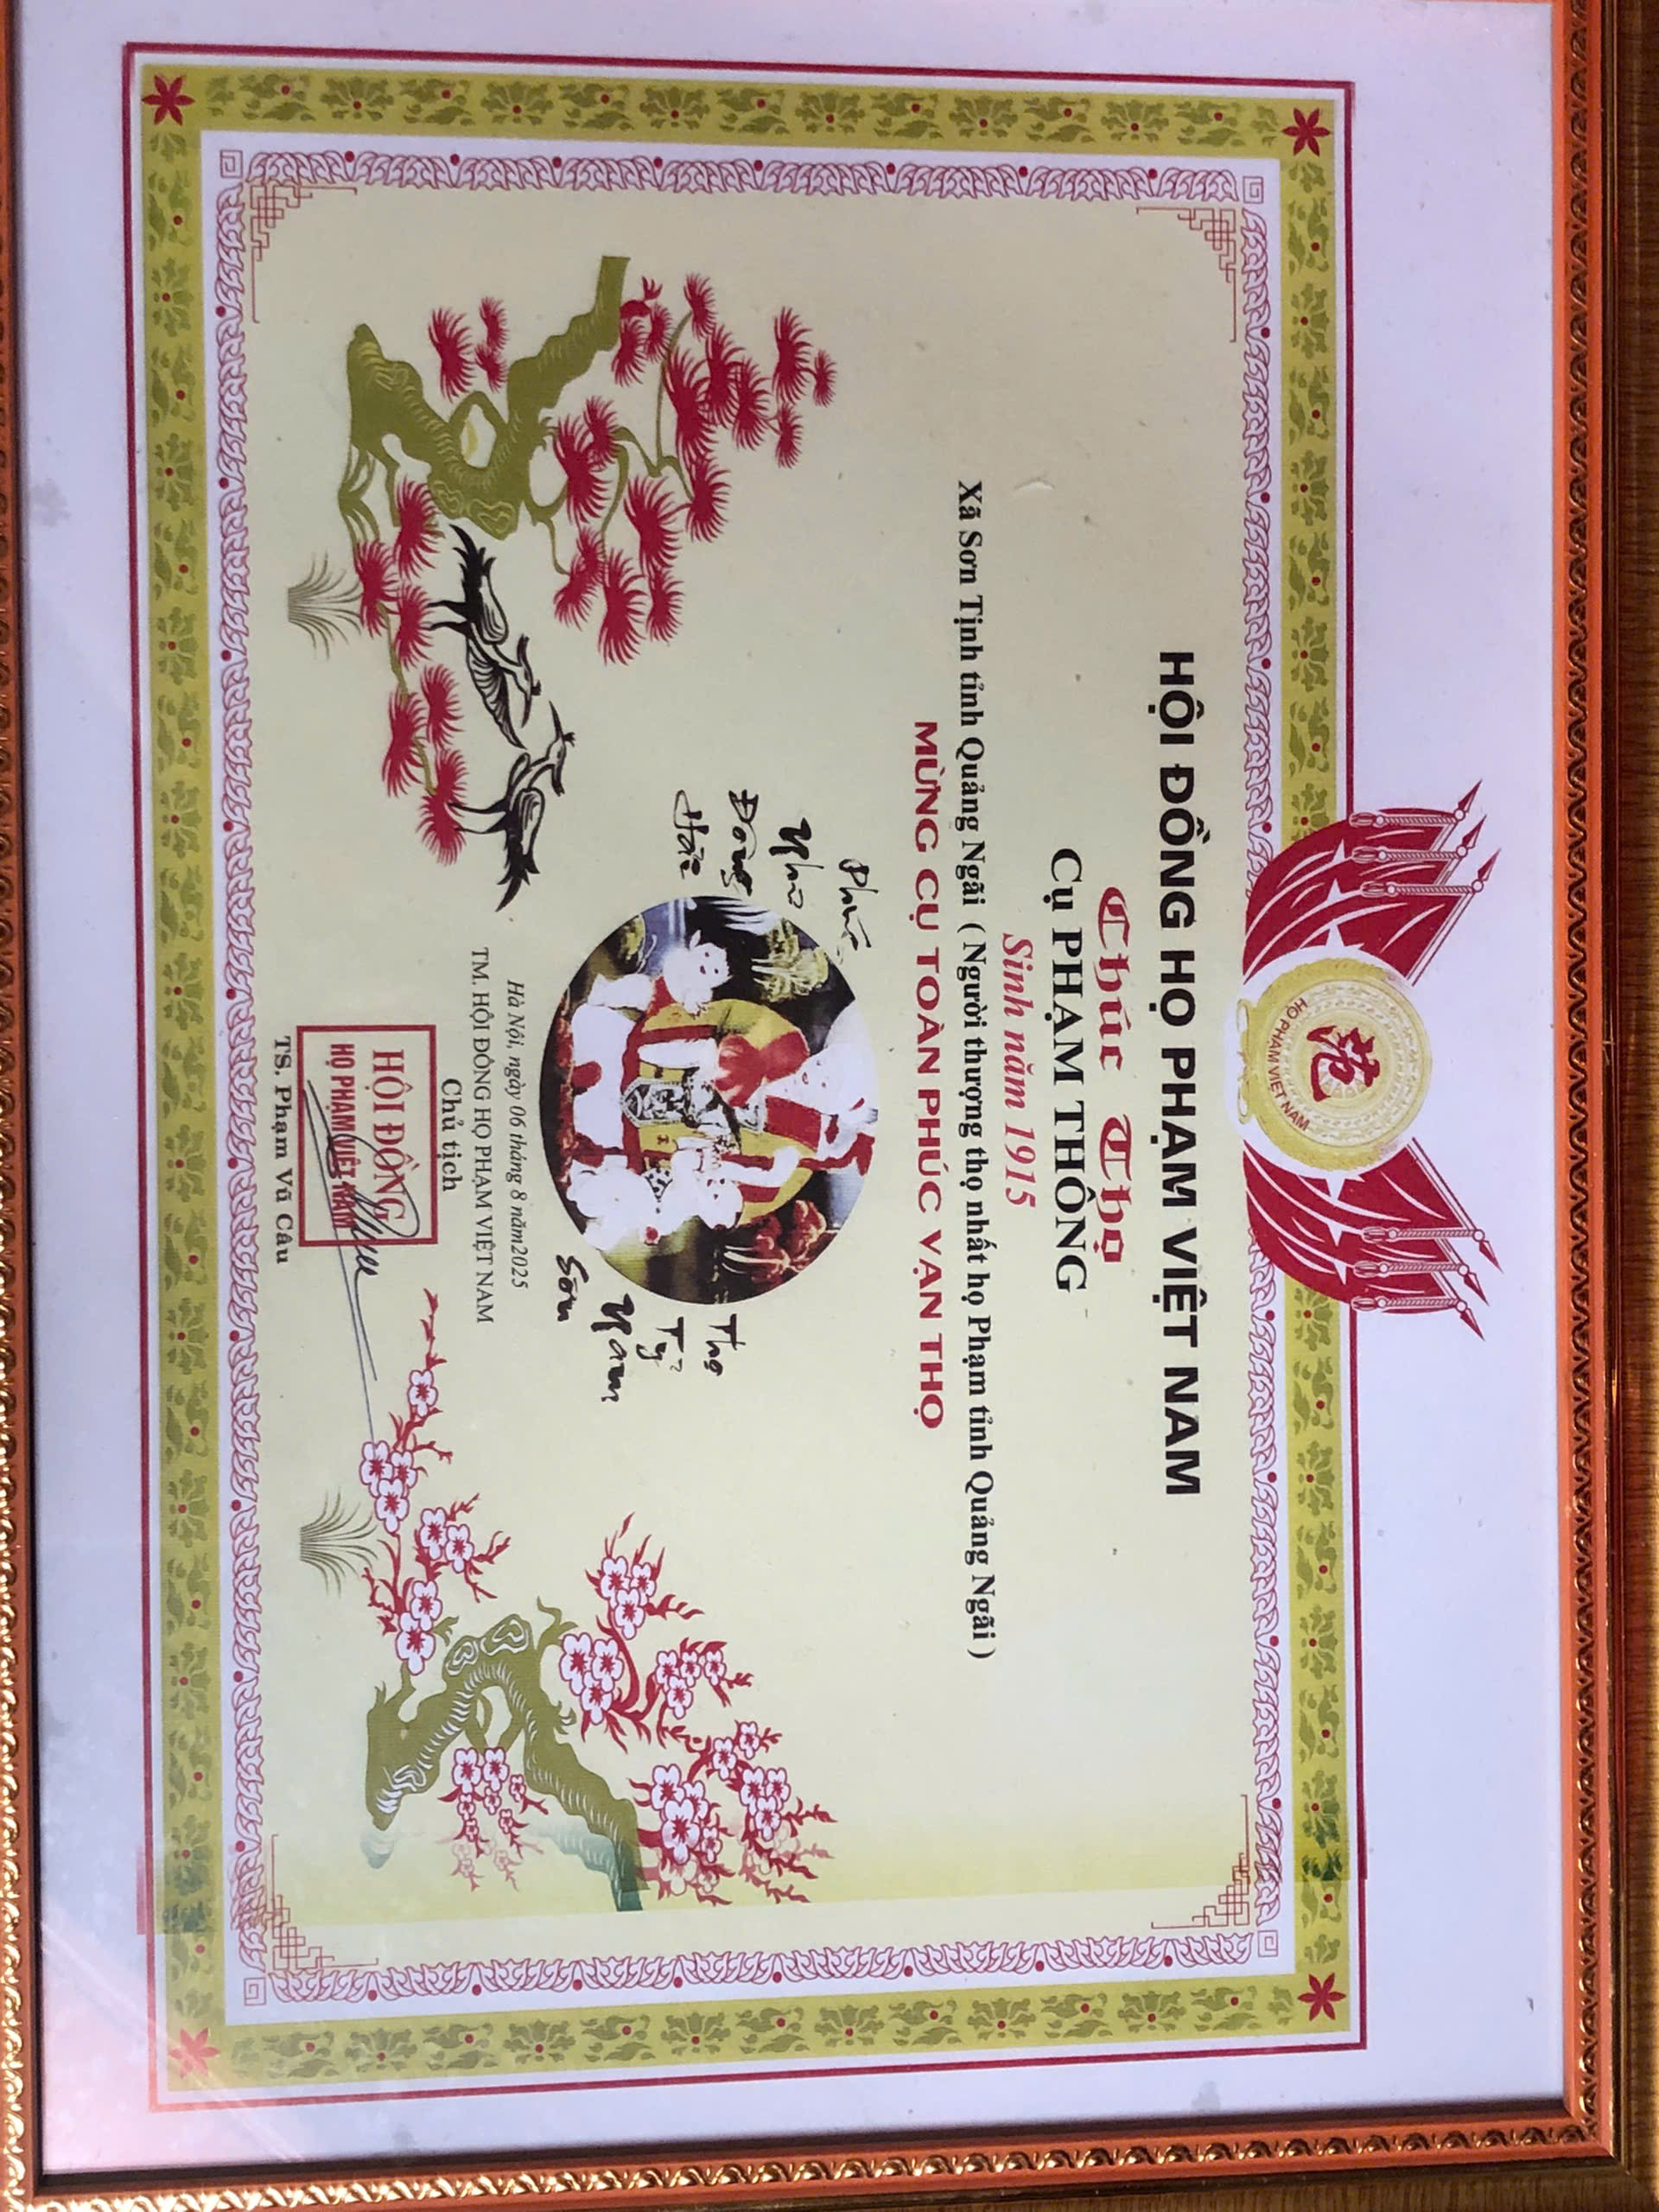 HỌ PHẠM VIỆT NAM
HỘI ĐỒNG HỌ PHẠM VIỆT NAM
Chúc Thọ
Cụ PHẠM THÔNG
Sinh năm 1915
Xã Sơn Tịnh tỉnh Quảng Ngãi ( Người thượng thọ nhất họ Phạm tỉnh Quảng Ngãi )
MỪNG CỤ TOÀN PHÚC VẠN THỌ
Phúc
Như
Đông
Hải
Thọ
Tỷ
Nam
Sơn
Hà Nội, ngày 06 tháng 8 năm2025
TM. HỘI ĐỒNG HỌ PHẠM VIỆT NAM
Chủ tịch
HỘI ĐỒNG
HỌ PHẠM VIỆT NAM
TS. Phạm Vũ Câu